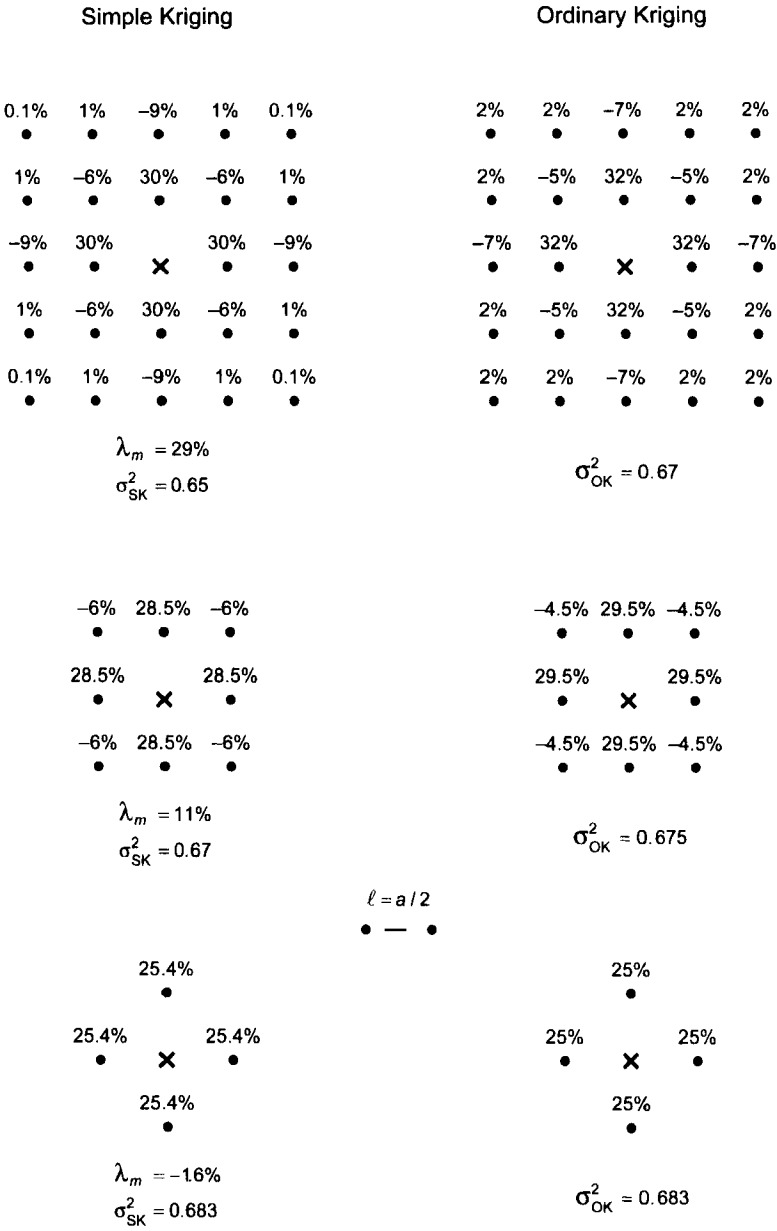 Simple Kriging Ordinary Kriging
0.1% 1% –9% 1% 0.1% 2% 2% –7% 2% 2%
1% –6% 30% –6% 1% 2% –5% 32% –5% 2%
–9% 30% 30% –9% –7% 32% 32% –7%
1% –6% 30% –6% 1% 2% –5% 32% –5% 2%
0.1% 1% –9% 1% 0.1% 2% 2% –7% 2% 2%
λm = 29%
σ²SK = 0.65 σ²OK = 0.67
–6% 28.5% –6% –4.5% 29.5% –4.5%
28.5% 28.5% 29.5% 29.5%
–6% 28.5% –6% –4.5% 29.5% –4.5%
λm = 11%
σ²SK = 0.67 σ²OK = 0.675
ℓ = a / 2
25.4% 25%
25.4% 25.4% 25% 25%
25.4% 25%
λm = –1.6%
σ²SK = 0.683 σ²OK = 0.683